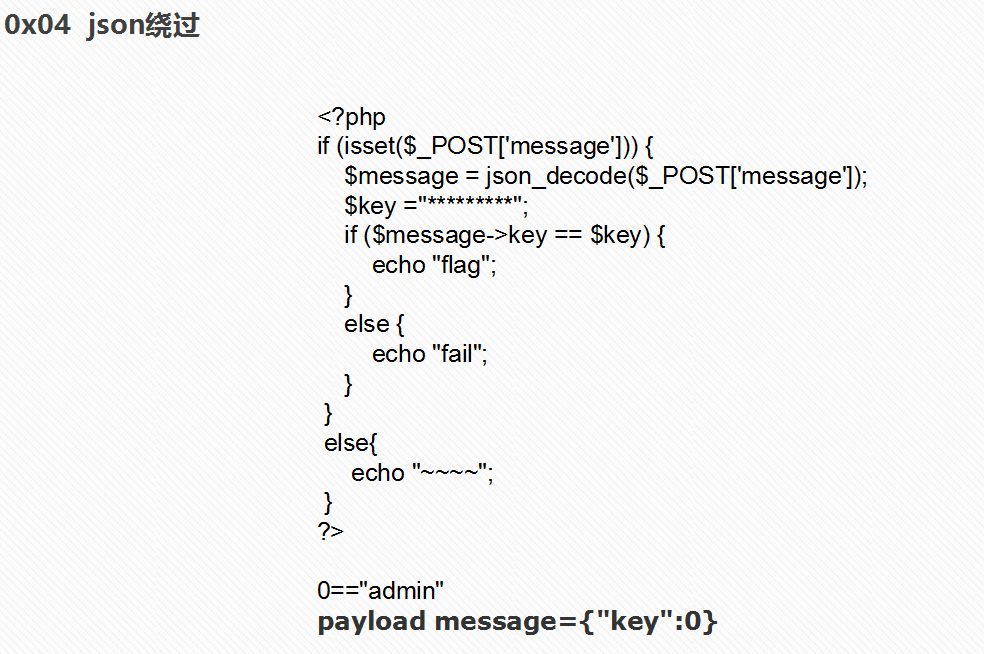 0x04 json绕过
<?php
if (isset($_POST['message'])) {
$message = json_decode($_POST['message']);
$key ="*********";
if ($message->key == $key) {
echo "flag";
}
else {
echo "fail";
}
}
else{
echo "~~~~";
}
?>
0=="admin"
payload message={"key":0}